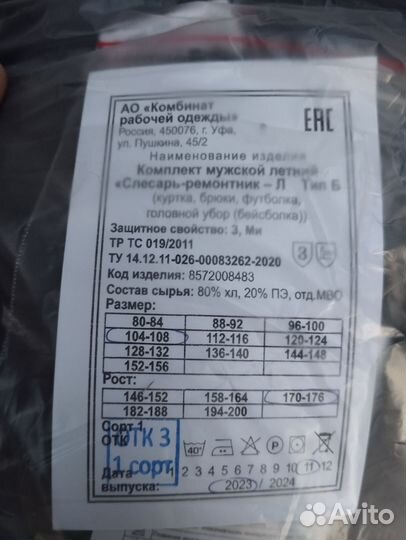 АО «Комбинат
рабочей одежды»
Россия, 450076, г. Уфа,
ул. Пушкина, 45/2
EAC
Наименование изделия
Комплект мужской летний
«Слесарь-ремонтник – Л Тип Б
(куртка, брюки, футболка,
головной убор (бейсболка))
Защитное свойство: З, Ми
ТР ТС 019/2011
З
ТУ 14.12.11-026-00083262-2020
Код изделия: 8572008483
Состав сырья: 80% хл, 20% ПЭ, отд.МВО
Размер:
80-84 88-92 96-100
104-108 112-116 120-124
128-132 136-140 144-148
152-156
Рост:
146-152 158-164 170-176
182-188 194-200
Сорт 1
ОТК
ОТК 3
1 сорт
40°
P
Дата 1 2 3 4 5 6 7 8 9 10 11 12
выпуска: 2023 / 2024
Avito